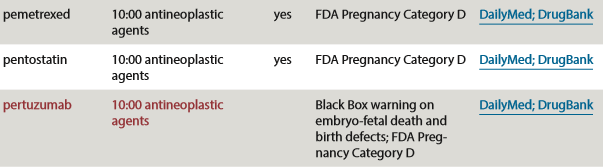 pemetrexed 10:00 antineoplastic yes FDA Pregnancy Category D DailyMed; DrugBank
agents
pentostatin 10:00 antineoplastic yes FDA Pregnancy Category D DailyMed; DrugBank
agents
pertuzumab 10:00 antineoplastic Black Box warning on DailyMed; DrugBank
agents embryo-fetal death and
birth defects; FDA Preg-
nancy Category D